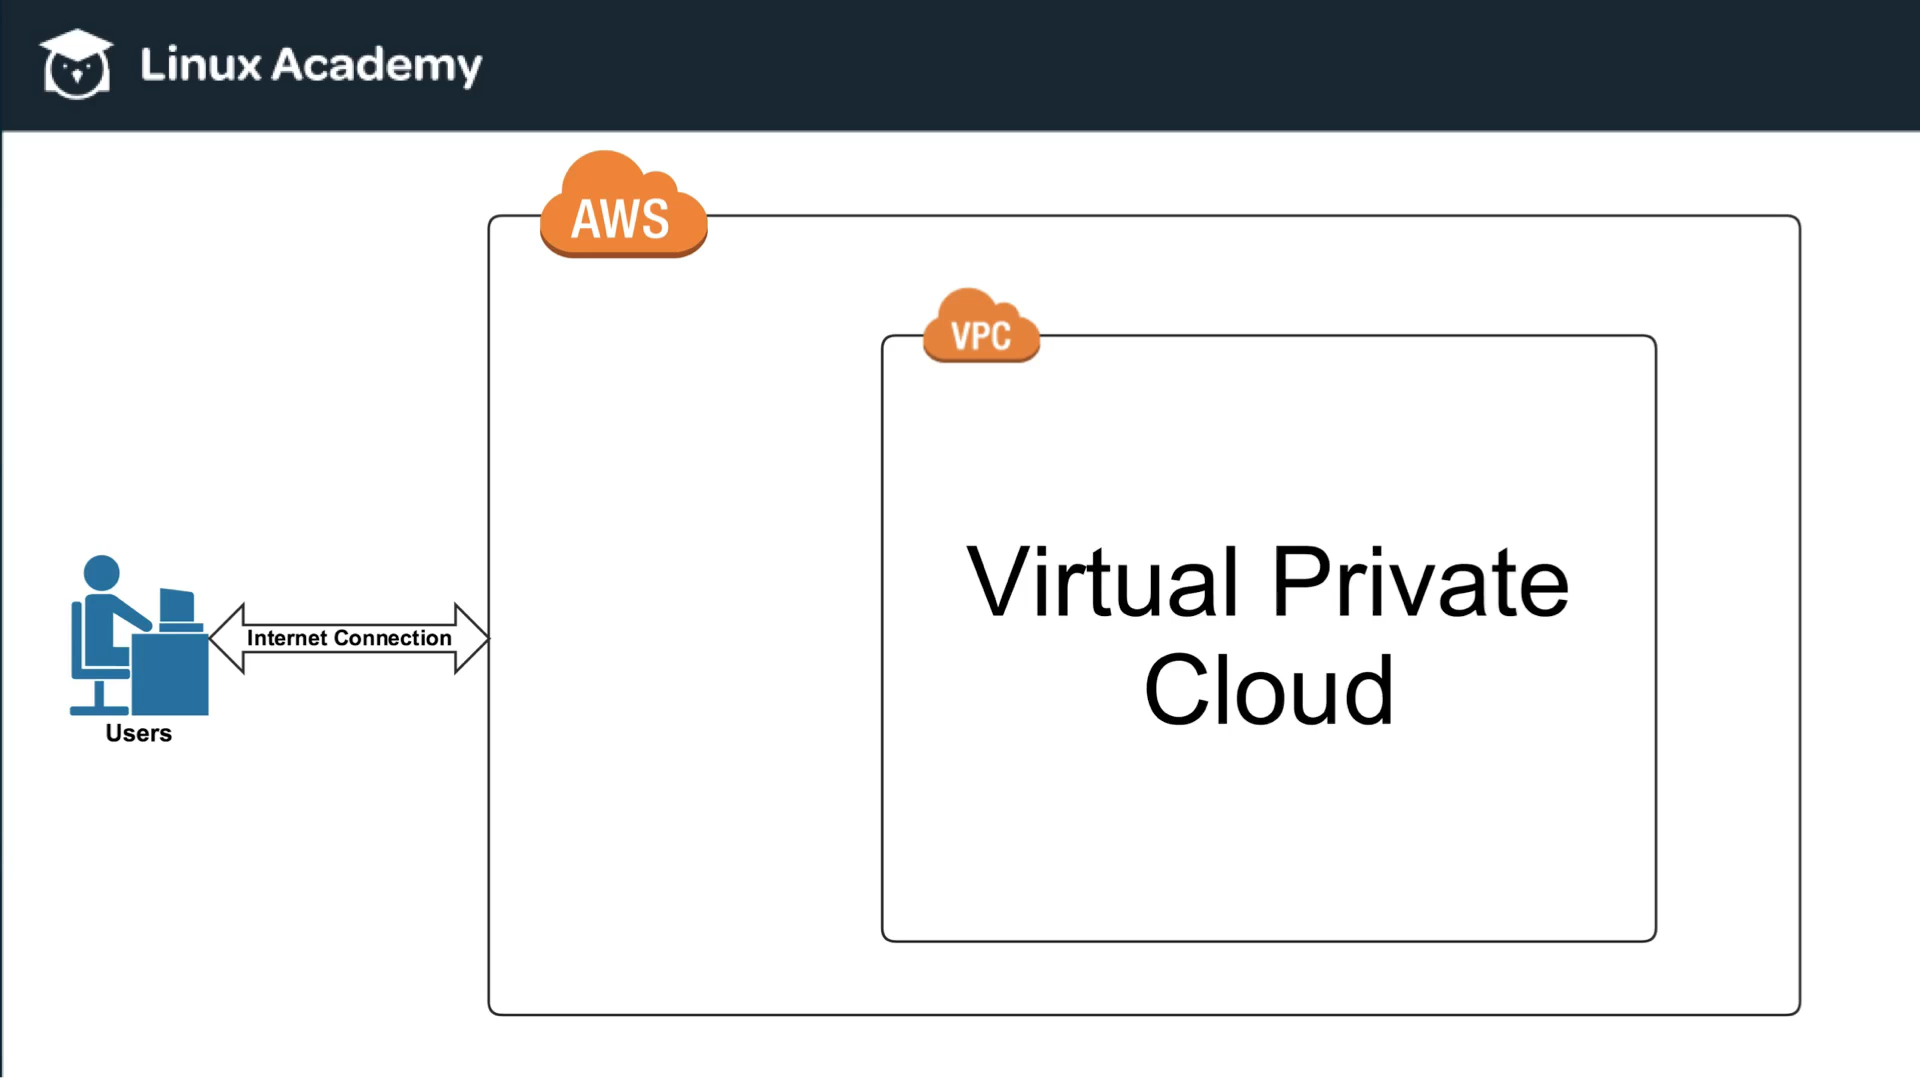 Linux Academy
AWS
VPC
Virtual Private
Cloud
Internet Connection
Users